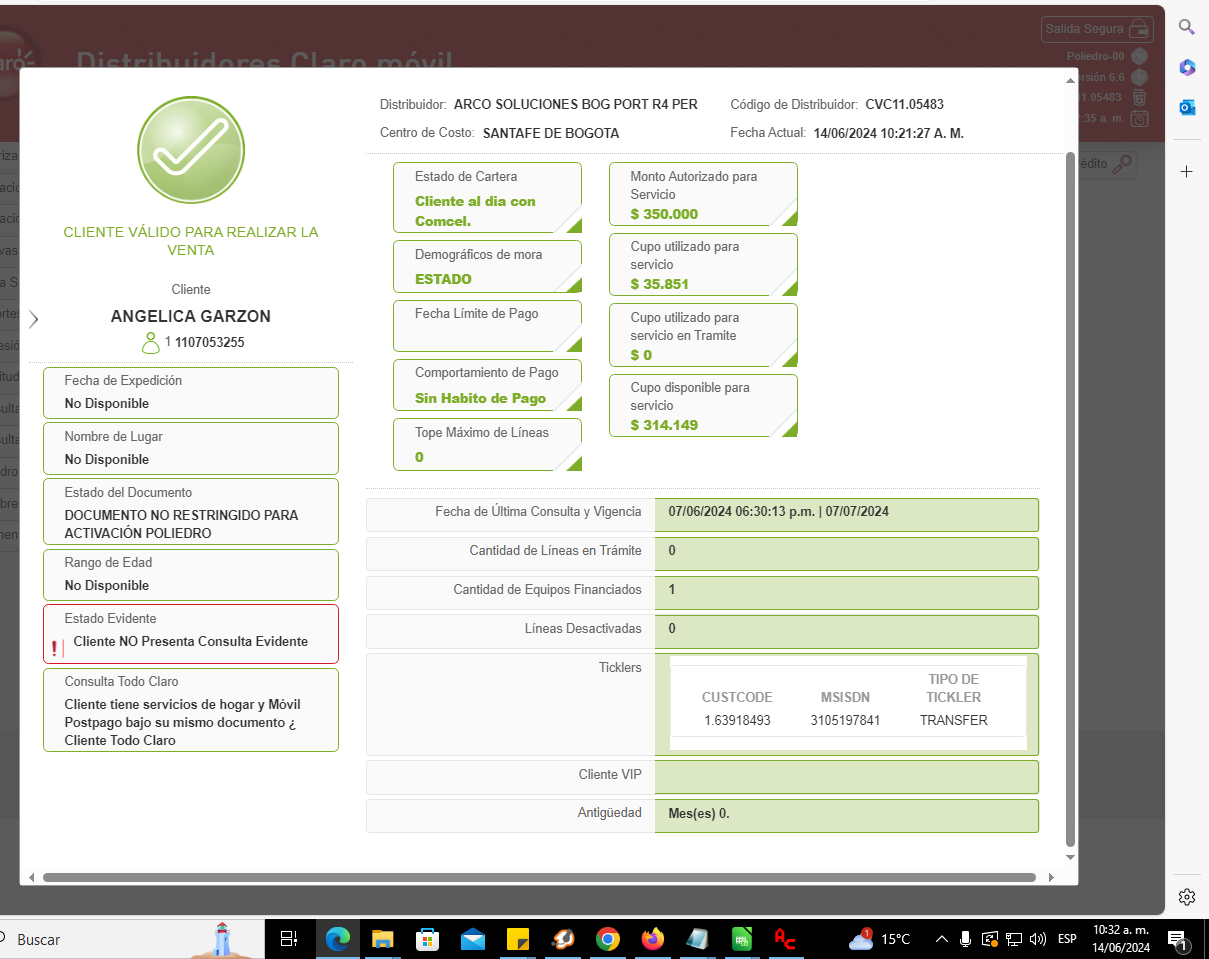 Distribuidores Claro móvil
Salida Segura
Poliedro-00
ersión 6.6
11.05483
:35 a. m.
édito
Distribuidor: ARCO SOLUCIONES BOG PORT R4 PER
Código de Distribuidor: CVC11.05483
Centro de Costo: SANTAFE DE BOGOTA
Fecha Actual: 14/06/2024 10:21:27 A. M.
CLIENTE VÁLIDO PARA REALIZAR LA
VENTA
Cliente
ANGELICA GARZON
1 1107053255
Fecha de Expedición
No Disponible
Nombre de Lugar
No Disponible
Estado del Documento
DOCUMENTO NO RESTRINGIDO PARA
ACTIVACIÓN POLIEDRO
Rango de Edad
No Disponible
Estado Evidente
Cliente NO Presenta Consulta Evidente
Consulta Todo Claro
Cliente tiene servicios de hogar y Móvil
Postpago bajo su mismo documento ¿
Cliente Todo Claro
Estado de Cartera
Cliente al dia con
Comcel.
Demográficos de mora
ESTADO
Fecha Límite de Pago
Comportamiento de Pago
Sin Habito de Pago
Tope Máximo de Líneas
0
Monto Autorizado para
Servicio
$ 350.000
Cupo utilizado para
servicio
$ 35.851
Cupo utilizado para
servicio en Tramite
$ 0
Cupo disponible para
servicio
$ 314.149
Fecha de Última Consulta y Vigencia
07/06/2024 06:30:13 p.m. | 07/07/2024
Cantidad de Líneas en Trámite
0
Cantidad de Equipos Financiados
1
Líneas Desactivadas
0
Ticklers
CUSTCODE MSISDN TIPO DE
TICKLER
1.63918493 3105197841 TRANSFER
Cliente VIP
Antigüedad
Mes(es) 0.
Buscar
1
15°C
ESP
10:32 a. m.
14/06/2024
1